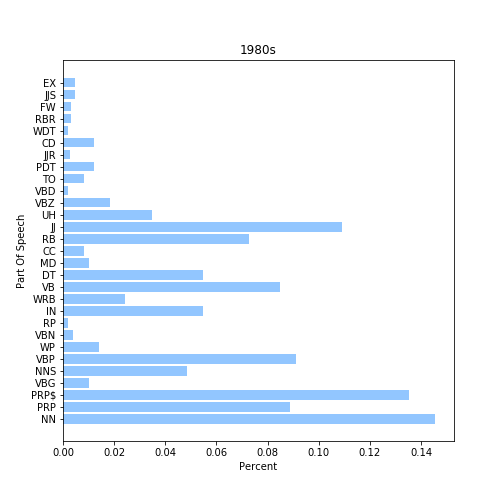 1980s
Part Of Speech
EX
JJS
FW
RBR
WDT
CD
JJR
PDT
TO
VBD
VBZ
UH
JJ
RB
CC
MD
DT
VB
WRB
IN
RP
VBN
WP
VBP
NNS
VBG
PRP$
PRP
NN
0.00 0.02 0.04 0.06 0.08 0.10 0.12 0.14
Percent